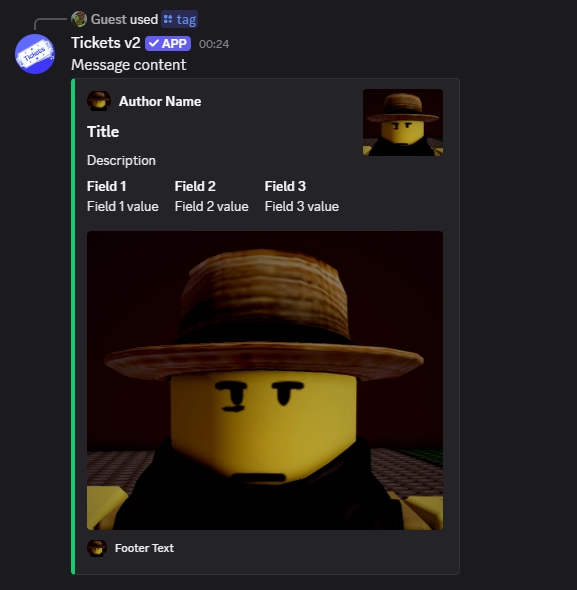 Guest used tag
Tickets v2 APP 00:24
Message content
Author Name
Title
Description
Field 1 Field 2 Field 3
Field 1 value Field 2 value Field 3 value
Footer Text
Tickets